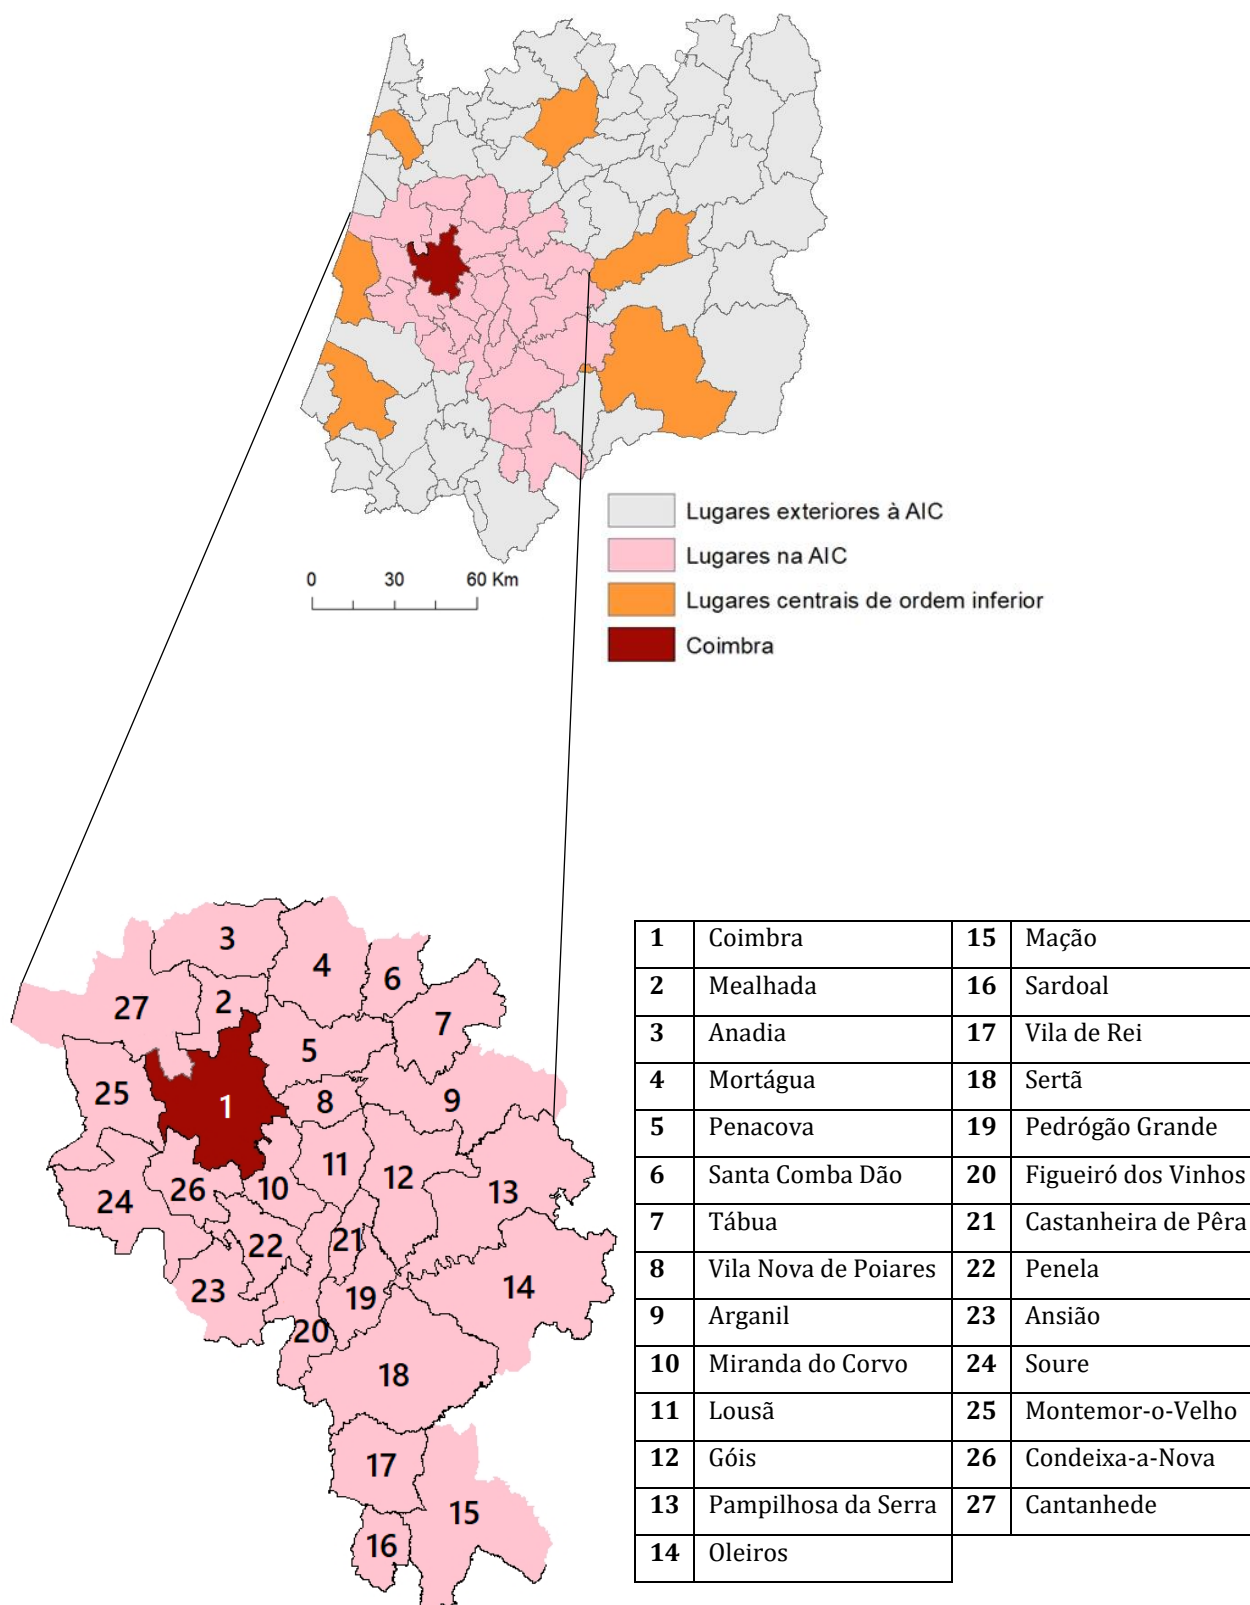 Lugares exteriores à AIC
Lugares na AIC
0 30 60 Km
Lugares centrais de ordem inferior
Coimbra
3
4
6
2
27
7
5
25
8
9
1
11
12
10
26
13
24
22
21
23
19
14
20
18
17
15
16
1 Coimbra 15 Mação
2 Mealhada 16 Sardoal
3 Anadia 17 Vila de Rei
4 Mortágua 18 Sertã
5 Penacova 19 Pedrógão Grande
6 Santa Comba Dão 20 Figueiró dos Vinhos
7 Tábua 21 Castanheira de Pêra
8 Vila Nova de Poiares 22 Penela
9 Arganil 23 Ansião
10 Miranda do Corvo 24 Soure
11 Lousã 25 Montemor-o-Velho
12 Góis 26 Condeixa-a-Nova
13 Pampilhosa da Serra 27 Cantanhede
14 Oleiros